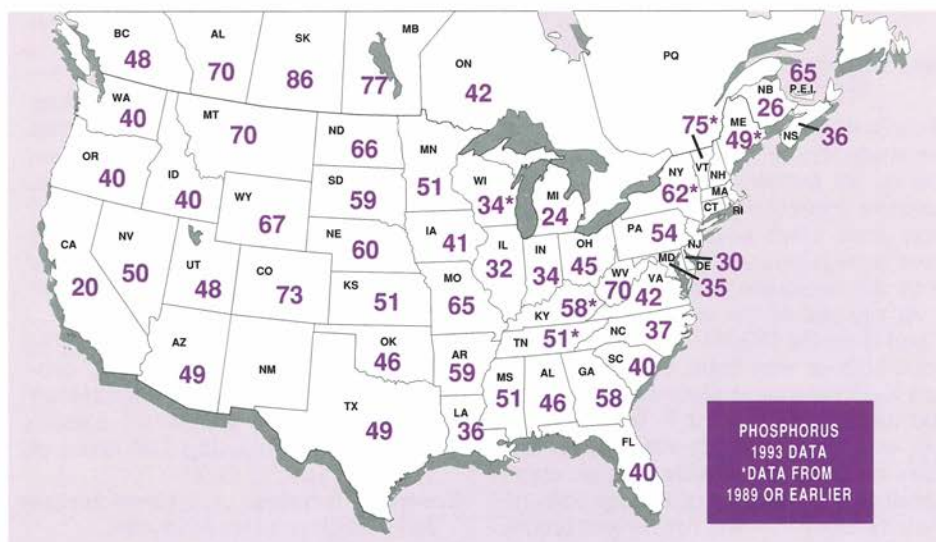 BC
48
AL
70
SK
86
MB
77
ON
42
PQ
65
P.E.I.
NB
26
NS
36
ME
49*
75*
VT
NH
MA
CT
RI
NY
62*
WA
40
MT
70
ND
66
MN
51
OR
40
ID
40
WY
67
SD
59
WI
34*
MI
24
PA
54
NJ
30
DE
MD
35
CA
20
NV
50
UT
48
CO
73
NE
60
IA
41
IL
32
IN
34
OH
45
WV
70
VA
42
KS
51
MO
65
KY
58*
AZ
49
NM
OK
46
AR
59
TN
51*
NC
37
SC
40
TX
49
LA
36
MS
51
AL
46
GA
58
FL
40
PHOSPHORUS
1993 DATA
*DATA FROM
1989 OR EARLIER